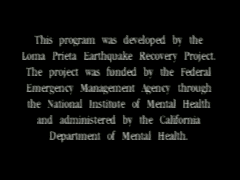 This program was developed by the
Loma Prieta Earthquake Recovery Project.
The project was funded by the Federal
Emergency Management Agency through
the National Institute of Mental Health
and administered by the California
Department of Mental Health.